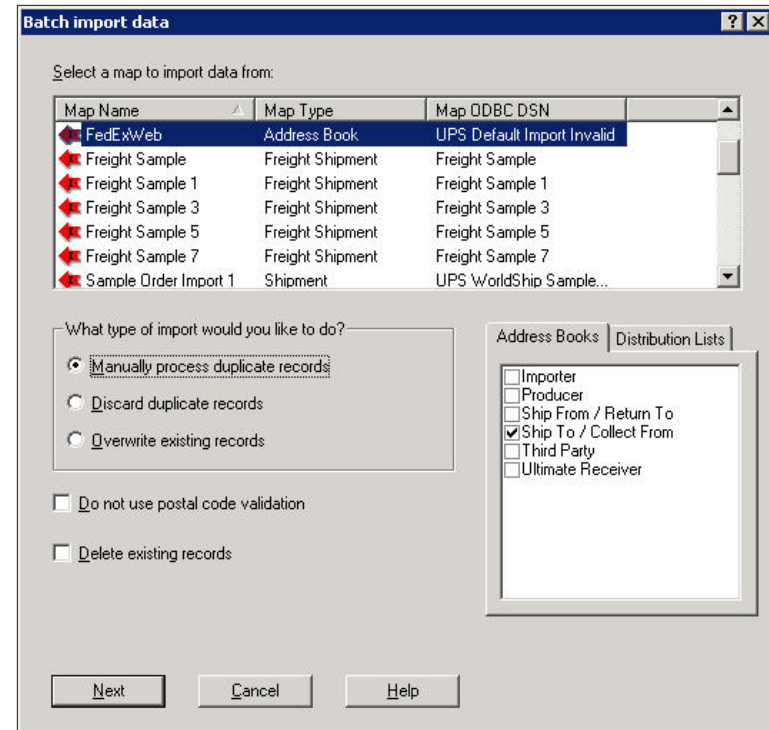 Batch import data
Select a map to import data from:
Map Name Map Type Map ODBC DSN
FedExWeb Address Book UPS Default Import Invalid
Freight Sample Freight Shipment Freight Sample
Freight Sample 1 Freight Shipment Freight Sample 1
Freight Sample 3 Freight Shipment Freight Sample 3
Freight Sample 5 Freight Shipment Freight Sample 5
Freight Sample 7 Freight Shipment Freight Sample 7
Sample Order Import 1 Shipment UPS WorldShip Sample...
What type of import would you like to do?
Manually process duplicate records
Discard duplicate records
Overwrite existing records
Do not use postal code validation
Delete existing records
Address Books Distribution Lists
Importer
Producer
Ship From / Return To
Ship To / Collect From
Third Party
Ultimate Receiver
Next Cancel Help